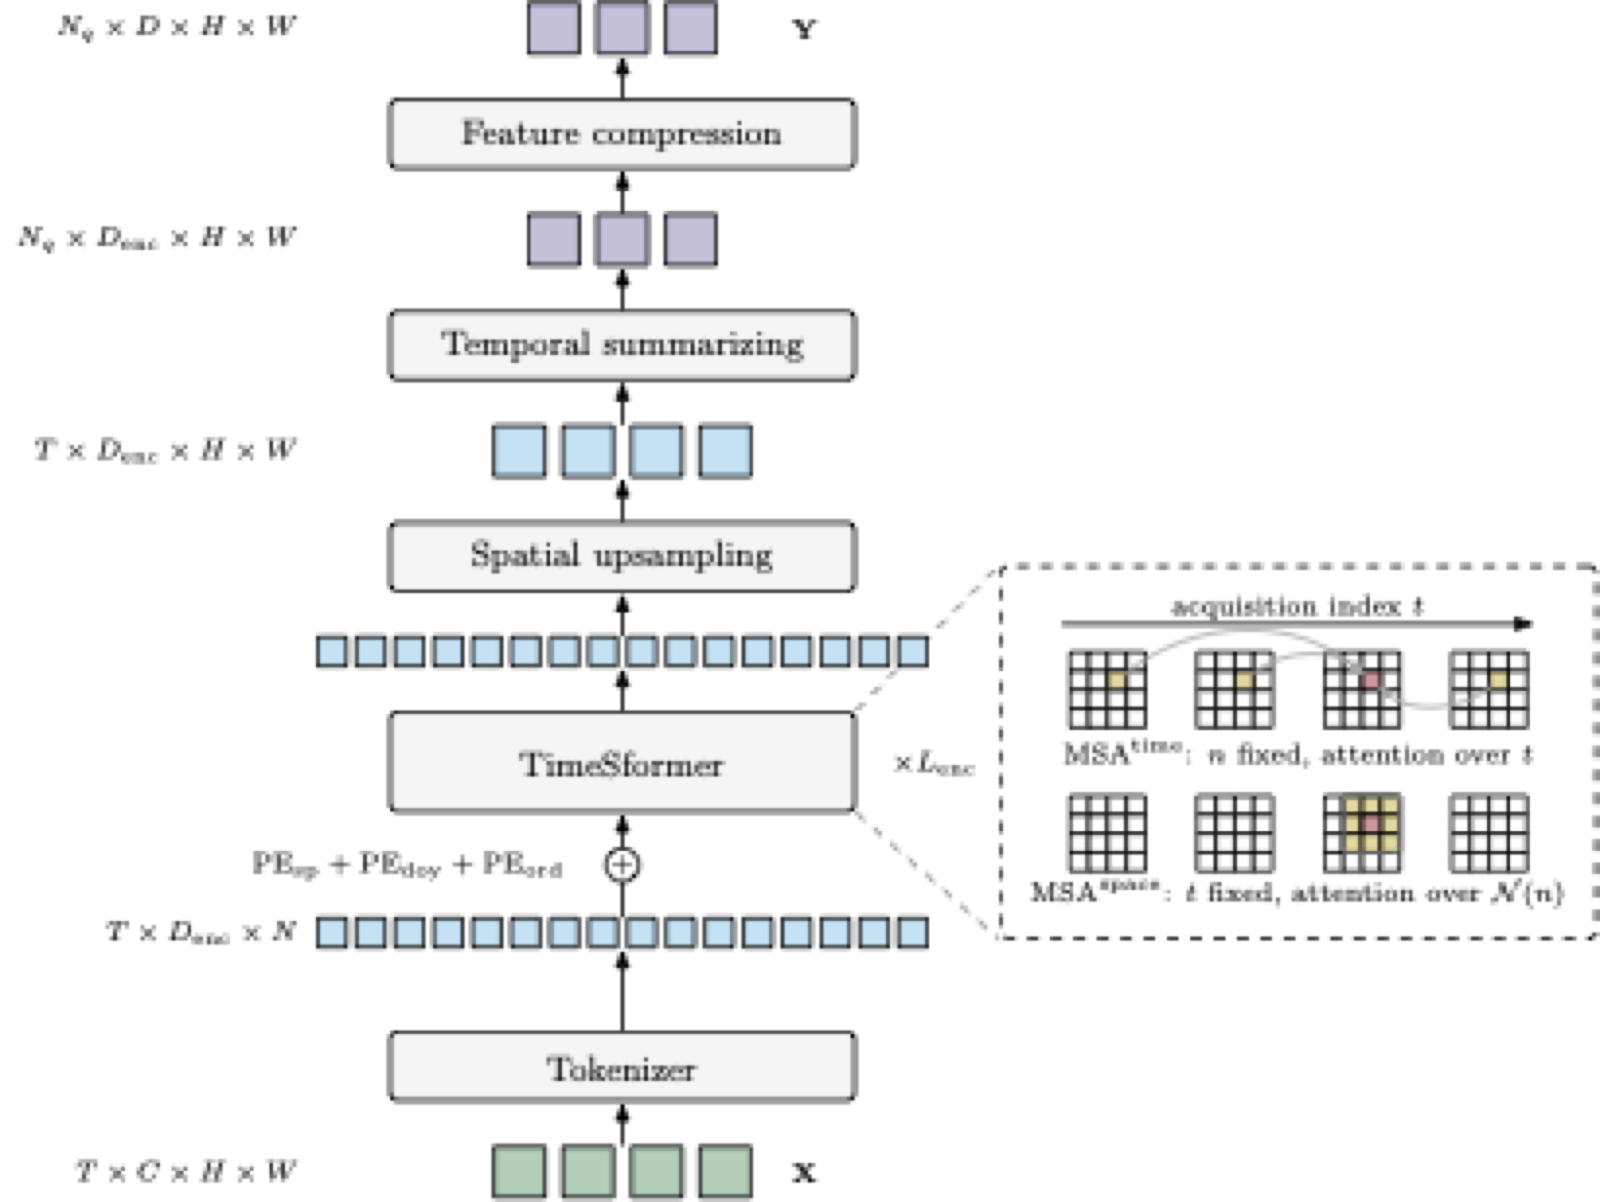 N_q × D × H × W
Y
Feature compression
N_q × D_enc × H × W
Temporal summarizing
T × D_enc × H × W
Spatial upsampling
acquisition index t
TimeSformer
×L_enc
MSA^time: n fixed, attention over t
PE_sp + PE_doy + PE_ord
MSA^space: t fixed, attention over 𝒩(n)
T × D_enc × N
Tokenizer
T × C × H × W
X